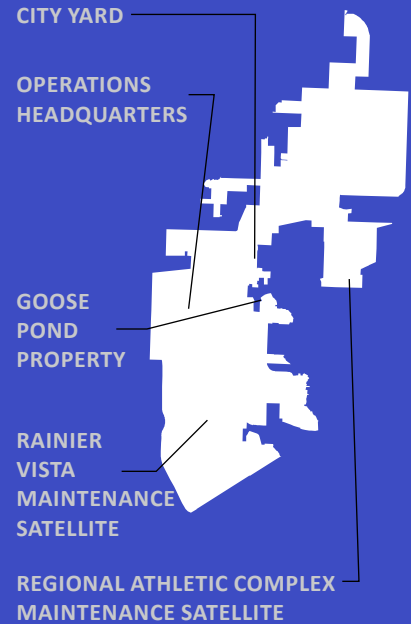 CITY YARD
OPERATIONS
HEADQUARTERS
GOOSE
POND
PROPERTY
RAINIER
VISTA
MAINTENANCE
SATELLITE
REGIONAL ATHLETIC COMPLEX
MAINTENANCE SATELLITE